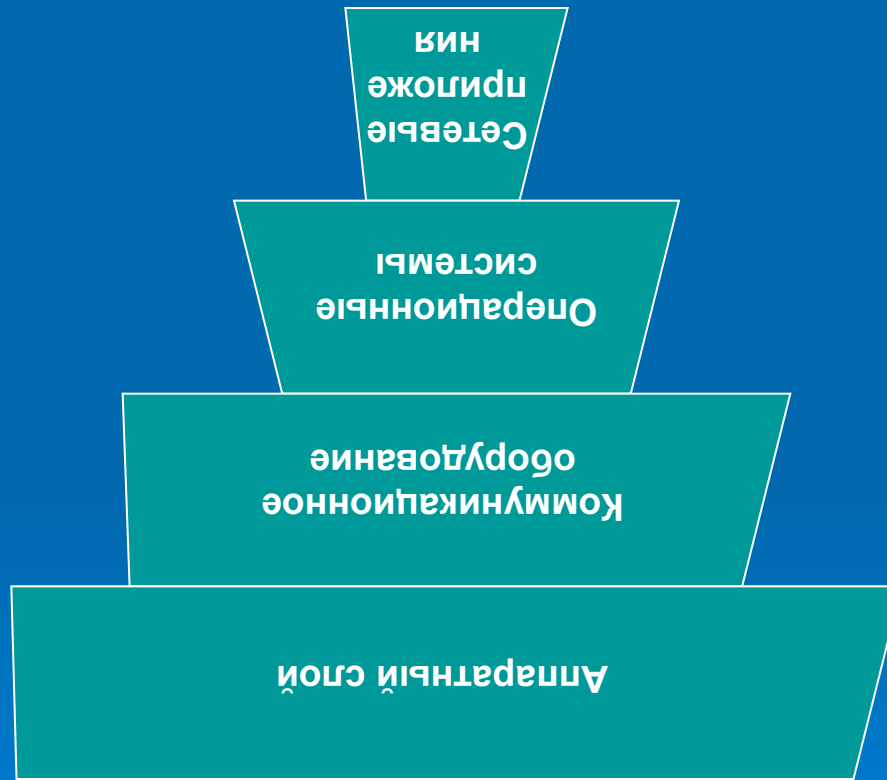 Аппаратный слой
Коммуникационное
оборудование
Операционные
системы
Сетевые
приложе
ния